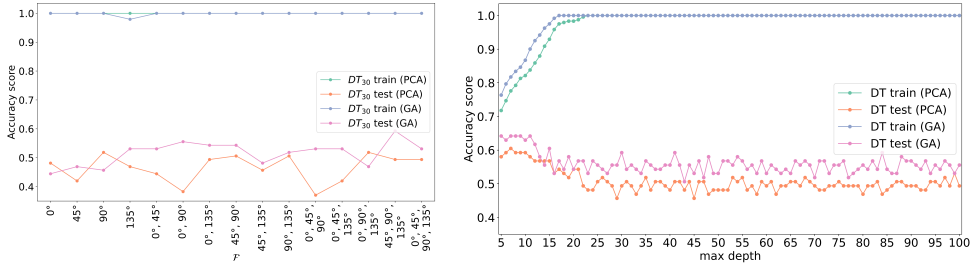 1.0
0.9
0.8
0.7
0.6
0.5
0.4
Accuracy score
DT30 train (PCA)
DT30 test (PCA)
DT30 train (GA)
DT30 test (GA)
0°
45°
90°
135°
0°, 45°
0°, 90°
0°, 135°
45°, 90°
45°, 135°
90°, 135°
0°, 45°,
90°
0°, 45°,
135°
0°, 90°,
135°
45°, 90°,
135°
0°, 45°,
90°, 135°
F
1.0
0.9
0.8
0.7
0.6
0.5
0.4
Accuracy score
DT train (PCA)
DT test (PCA)
DT train (GA)
DT test (GA)
5 10 15 20 25 30 35 40 45 50 55 60 65 70 75 80 85 90 95 100
max depth